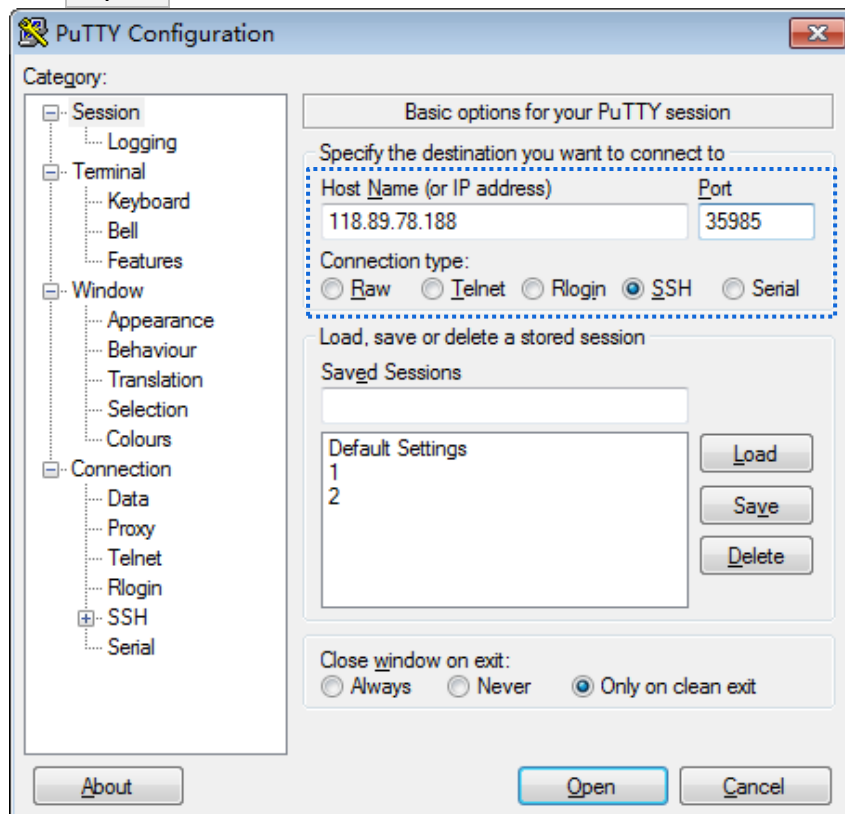 PuTTY Configuration
Category:
Session
Logging
Terminal
Keyboard
Bell
Features
Window
Appearance
Behaviour
Translation
Selection
Colours
Connection
Data
Proxy
Telnet
Rlogin
SSH
Serial
Basic options for your PuTTY session
Specify the destination you want to connect to
Host Name (or IP address) Port
118.89.78.188 35985
Connection type:
Raw Telnet Rlogin SSH Serial
Load, save or delete a stored session
Saved Sessions
Default Settings
1
2
Load
Save
Delete
Close window on exit:
Always Never Only on clean exit
About Open Cancel